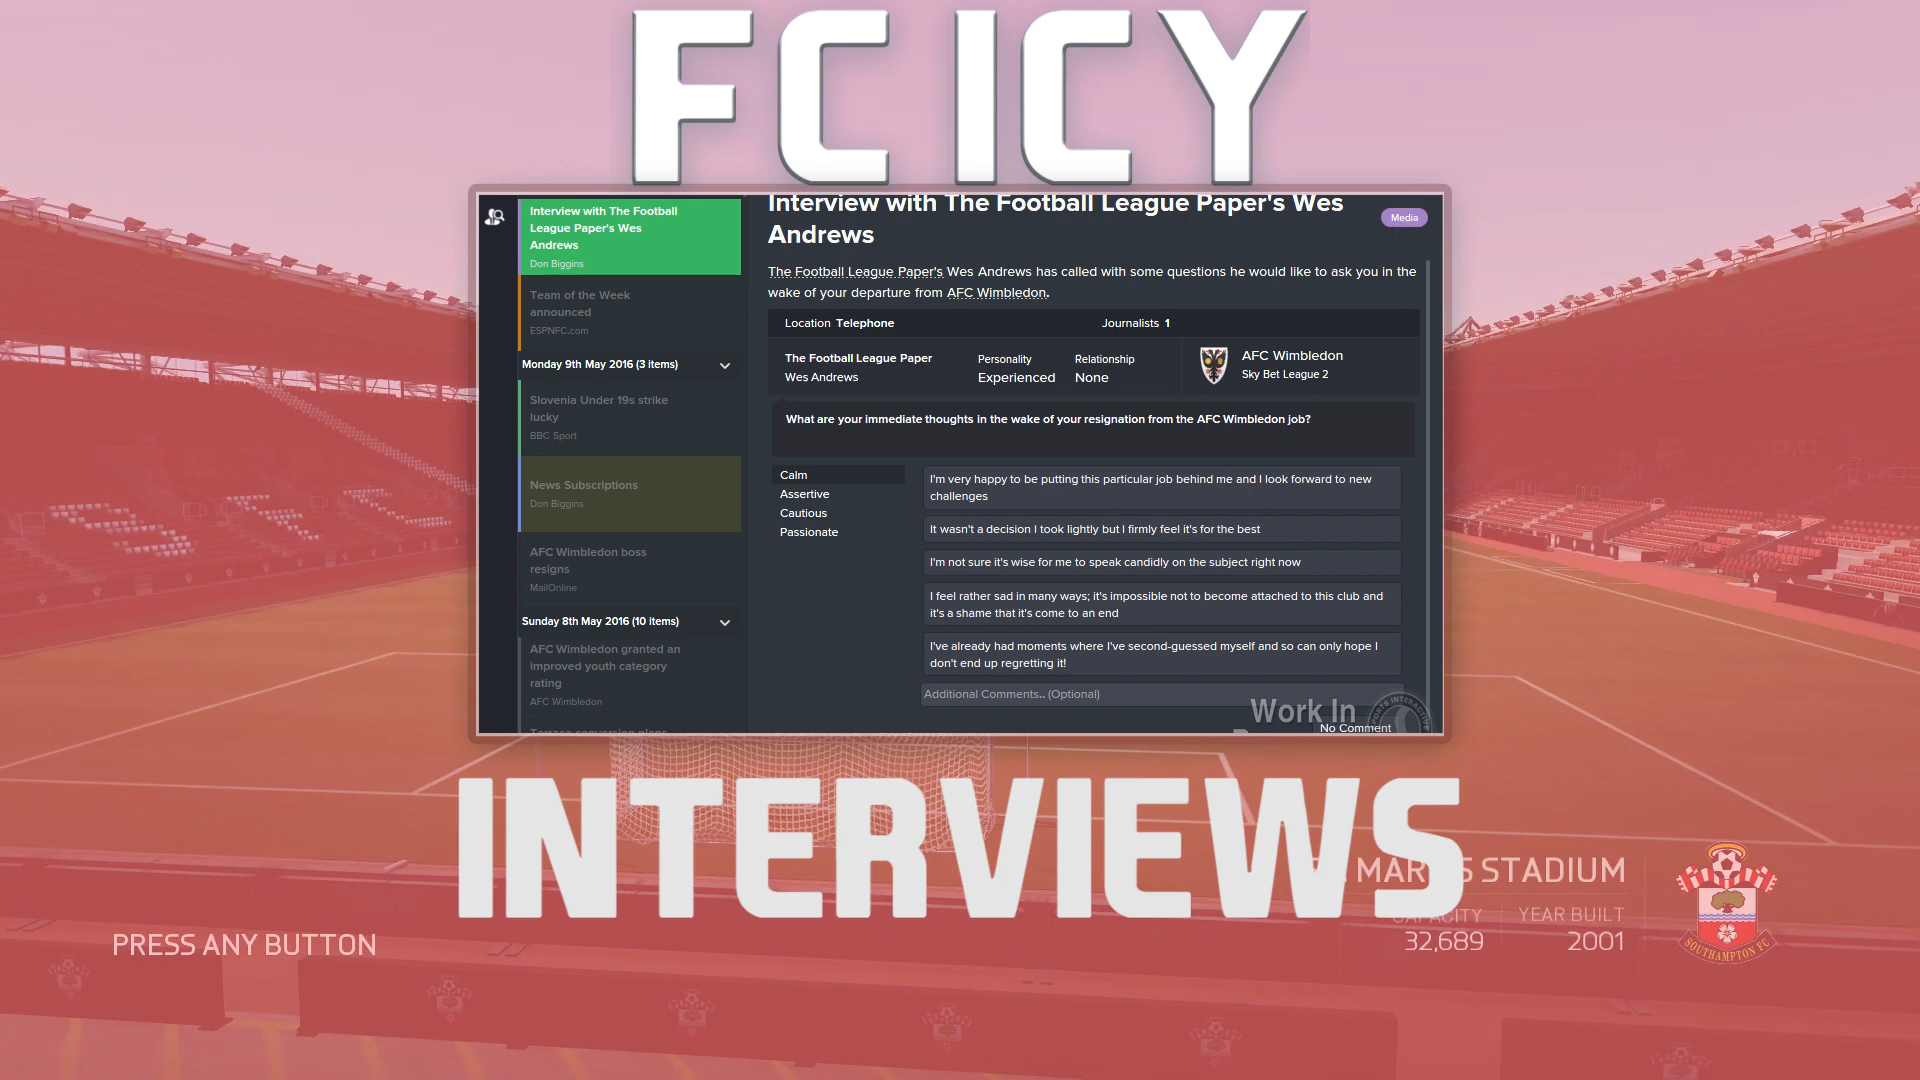 FC ICY
Interview with The Football
League Paper's Wes
Andrews
Don Biggins
Team of the Week
announced
ESPNFC.com
Monday 9th May 2016 (3 items)
Slovenia Under 19s strike
lucky
BBC Sport
News Subscriptions
Don Biggins
AFC Wimbledon boss
resigns
MailOnline
Sunday 8th May 2016 (10 items)
AFC Wimbledon granted an
improved youth category
rating
AFC Wimbledon
Terrace conversion plans
Interview with The Football League Paper's Wes
Andrews
Media
The Football League Paper's Wes Andrews has called with some questions he would like to ask you in the
wake of your departure from AFC Wimbledon.
Location Telephone
Journalists 1
The Football League Paper
Wes Andrews
Personality
Experienced
Relationship
None
AFC Wimbledon
Sky Bet League 2
What are your immediate thoughts in the wake of your resignation from the AFC Wimbledon job?
Calm
Assertive
Cautious
Passionate
I'm very happy to be putting this particular job behind me and I look forward to new
challenges
It wasn't a decision I took lightly but I firmly feel it's for the best
I'm not sure it's wise for me to speak candidly on the subject right now
I feel rather sad in many ways; it's impossible not to become attached to this club and
it's a shame that it's come to an end
I've already had moments where I've second-guessed myself and so can only hope I
don't end up regretting it!
Additional Comments.. (Optional)
Work In
SPORTS INTERACTIVE
No Comment
INTERVIEWS
STADIUM
CAPACITY
32,689
YEAR BUILT
2001
SOUTHAMPTON FC
PRESS ANY BUTTON